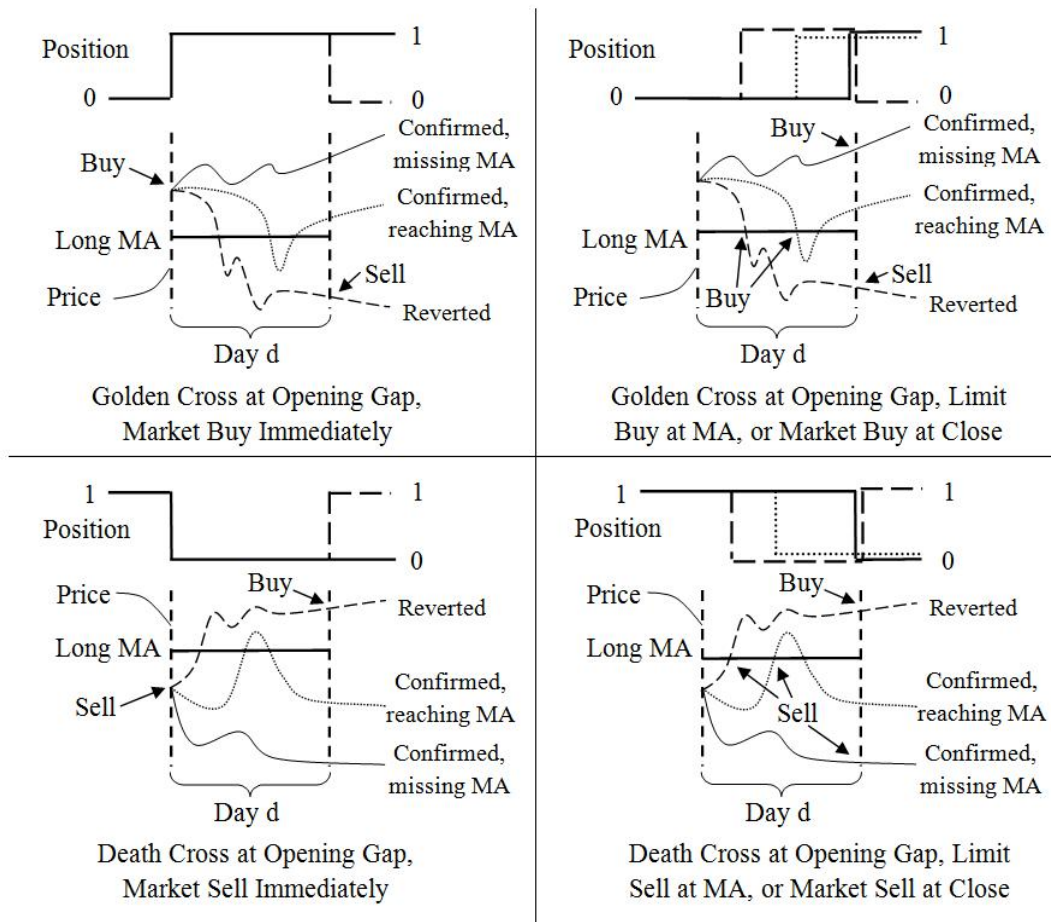 Position
1
0
0
Buy
Confirmed,
missing MA
Confirmed,
reaching MA
Long MA
Sell
Price
Reverted
Day d
Golden Cross at Opening Gap,
Market Buy Immediately
Position
1
0
0
Buy
Confirmed,
missing MA
Confirmed,
reaching MA
Long MA
Sell
Price
Buy
Reverted
Day d
Golden Cross at Opening Gap, Limit
Buy at MA, or Market Buy at Close
1
1
Position
0
Buy
Price
Reverted
Long MA
Sell
Confirmed,
reaching MA
Confirmed,
missing MA
Day d
Death Cross at Opening Gap,
Market Sell Immediately
1
1
Position
0
Buy
Price
Reverted
Long MA
Confirmed,
reaching MA
Sell
Confirmed,
missing MA
Day d
Death Cross at Opening Gap, Limit
Sell at MA, or Market Sell at Close